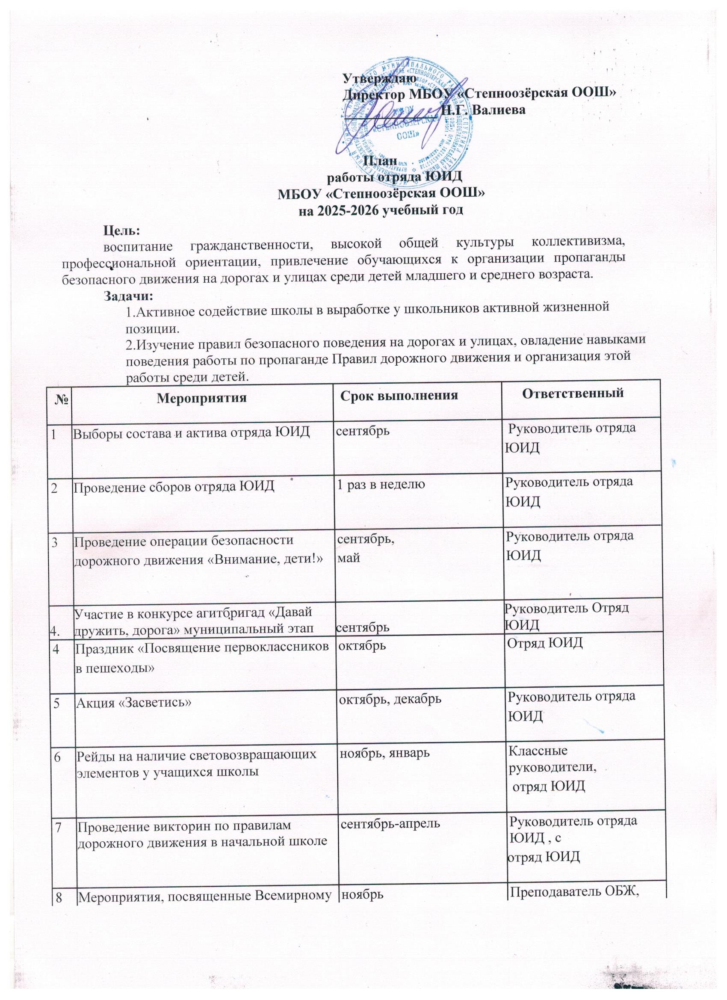 Утверждаю
Директор МБОУ «Степноозёрская ООШ»
Н.Г. Валиева
МБОУ
«СТЕПНООЗЕРСКАЯ
ООШ»
План
работы отряда ЮИД
МБОУ «Степноозёрская ООШ»
на 2025-2026 учебный год
Цель:
воспитание гражданственности, высокой общей культуры коллективизма,
профессиональной ориентации, привлечение обучающихся к организации пропаганды
безопасного движения на дорогах и улицах среди детей младшего и среднего возраста.
Задачи:
1.Активное содействие школы в выработке у школьников активной жизненной
позиции.
2.Изучение правил безопасного поведения на дорогах и улицах, овладение навыками
поведения работы по пропаганде Правил дорожного движения и организация этой
работы среди детей.
№ Мероприятия Срок выполнения Ответственный
1 Выборы состава и актива отряда ЮИД сентябрь Руководитель отряда
ЮИД
2 Проведение сборов отряда ЮИД 1 раз в неделю Руководитель отряда
ЮИД
3 Проведение операции безопасности сентябрь, Руководитель отряда
дорожного движения «Внимание, дети!» май ЮИД
Участие в конкурсе агитбригад «Давай Руководитель Отряд
4. дружить, дорога» муниципальный этап сентябрь ЮИД
4 Праздник «Посвящение первоклассников октябрь Отряд ЮИД
в пешеходы»
5 Акция «Засветись» октябрь, декабрь Руководитель отряда
ЮИД
6 Рейды на наличие световозвращающих ноябрь, январь Классные
элементов у учащихся школы руководители,
отряд ЮИД
7 Проведение викторин по правилам сентябрь-апрель Руководитель отряда
дорожного движения в начальной школе ЮИД , с
отряд ЮИД
8 Мероприятия, посвященные Всемирному ноябрь Преподаватель ОБЖ,